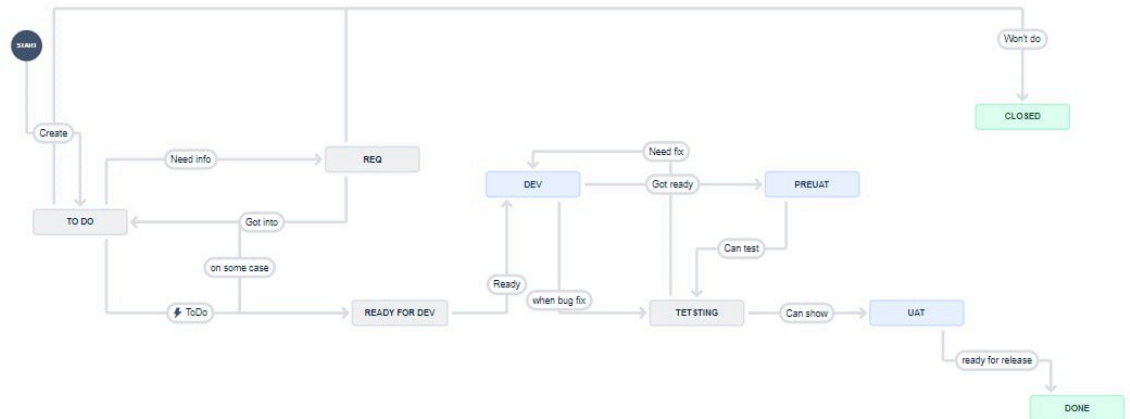 START
Won't do
CLOSED
Create
Need info
REQ
Need fix
DEV
Got ready
PREUAT
TO DO
Got into
Can test
on some case
Ready
when bug fix
ToDo
READY FOR DEV
TETSTING
Can show
UAT
ready for release
DONE